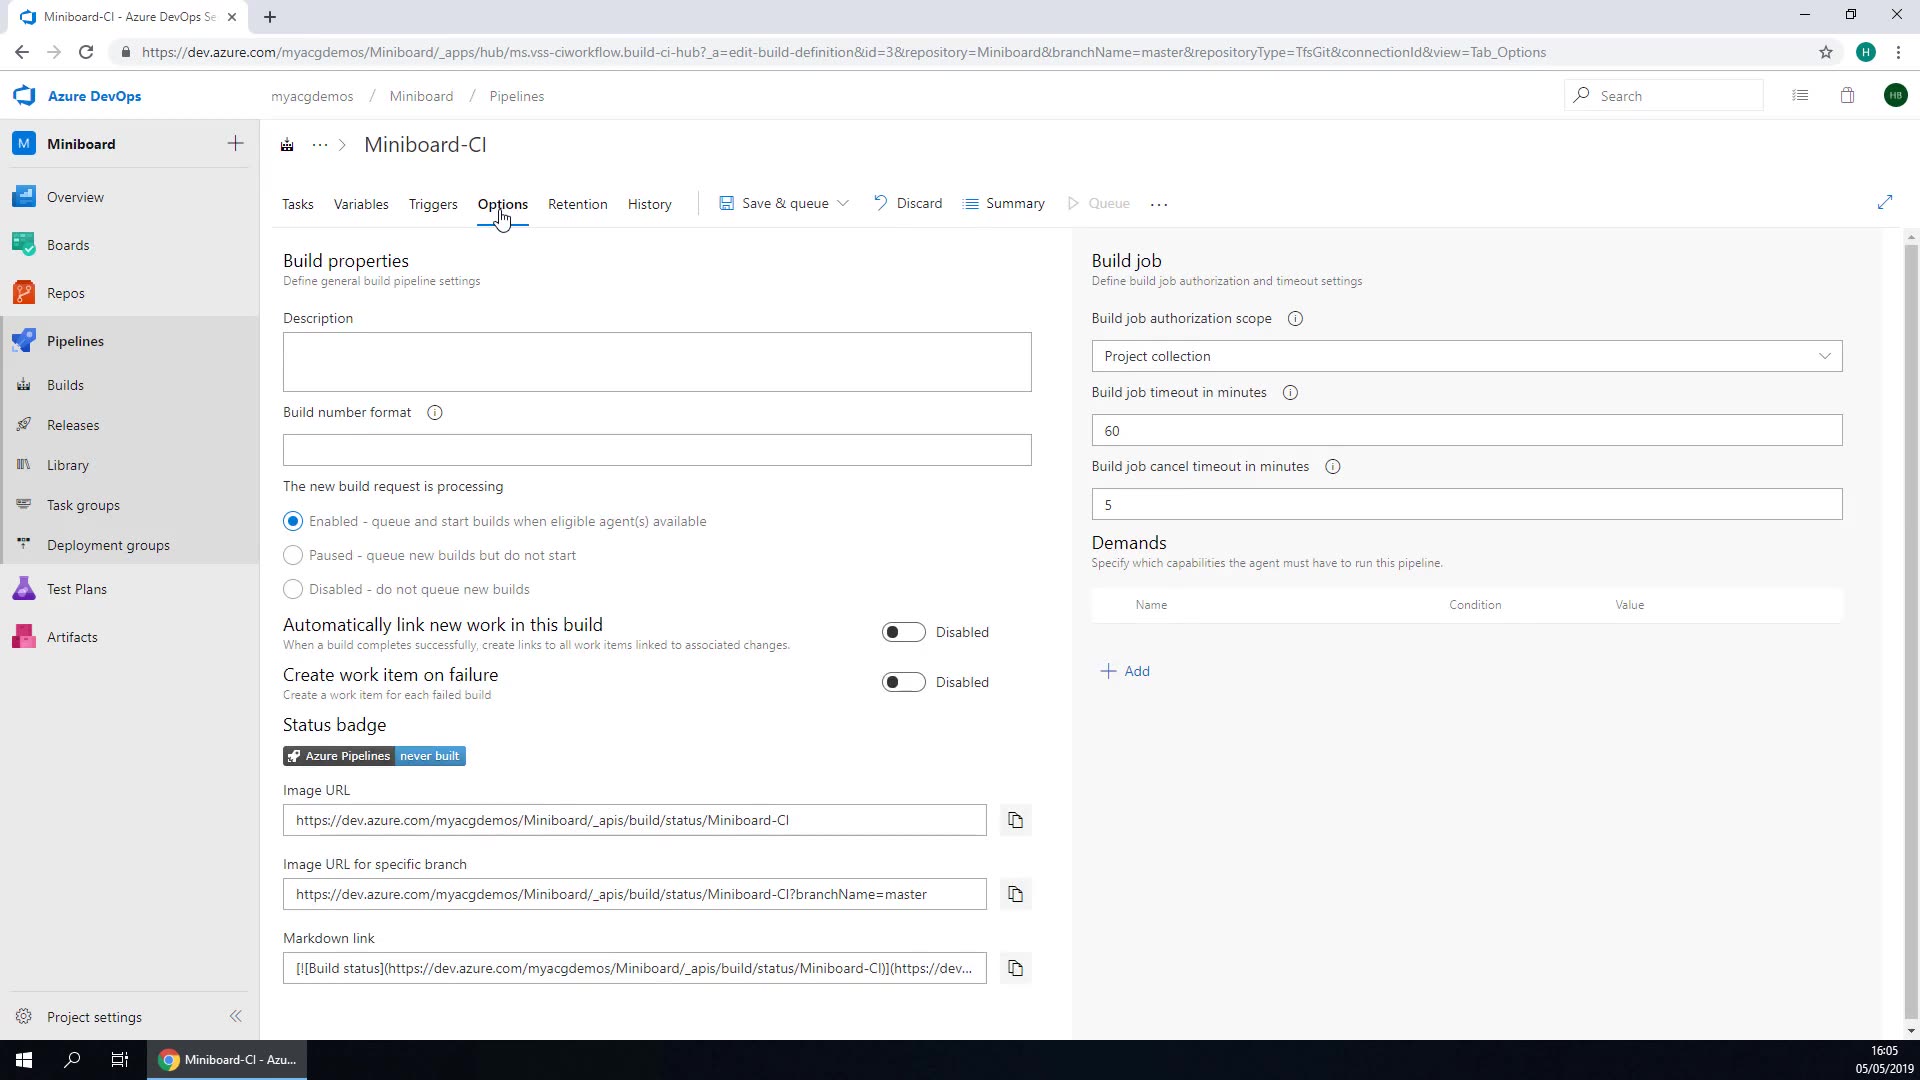 Miniboard-CI - Azure DevOps Se
https://dev.azure.com/myacgdemos/Miniboard/_apps/hub/ms.vss-ciworkflow.build-ci-hub?_a=edit-build-definition&id=3&repository=Miniboard&branchName=master&repositoryType=TfsGit&connectionId&view=Tab_Options
H
Azure DevOps
myacgdemos / Miniboard / Pipelines
Search
HB
M Miniboard
Overview
Boards
Repos
Pipelines
Builds
Releases
Library
Task groups
Deployment groups
Test Plans
Artifacts
Project settings
... > Miniboard-CI
Tasks Variables Triggers Options Retention History Save & queue Discard Summary Queue ...
Build properties
Define general build pipeline settings
Description
Build number format
The new build request is processing
Enabled - queue and start builds when eligible agent(s) available
Paused - queue new builds but do not start
Disabled - do not queue new builds
Automatically link new work in this build
When a build completes successfully, create links to all work items linked to associated changes.
Disabled
Create work item on failure
Create a work item for each failed build
Disabled
Status badge
Azure Pipelines never built
Image URL
https://dev.azure.com/myacgdemos/Miniboard/_apis/build/status/Miniboard-CI
Image URL for specific branch
https://dev.azure.com/myacgdemos/Miniboard/_apis/build/status/Miniboard-CI?branchName=master
Markdown link
[![Build status](https://dev.azure.com/myacgdemos/Miniboard/_apis/build/status/Miniboard-CI)](https://dev...
Build job
Define build job authorization and timeout settings
Build job authorization scope
Project collection
Build job timeout in minutes
60
Build job cancel timeout in minutes
5
Demands
Specify which capabilities the agent must have to run this pipeline.
Name Condition Value
+ Add
Miniboard-CI - Azu...
16:05
05/05/2019